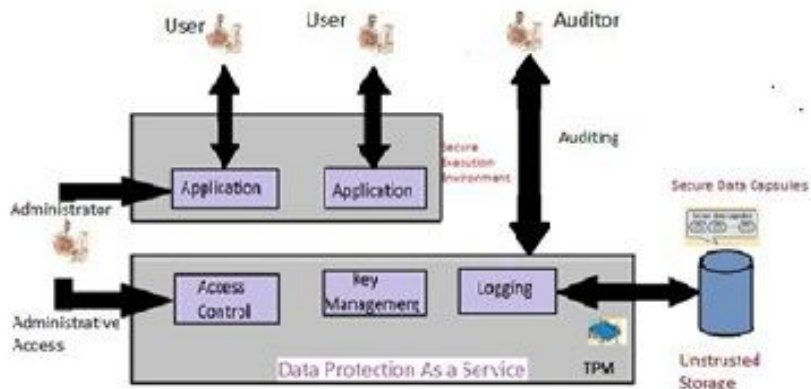 User
User
Auditor
Auditing
Secure
Execution
Environment
Application
Application
Administrator
Secure Data Capsules
Access
Control
Key
Management
Logging
Administrative
Access
TPM
Data Protection As a Service
Unstrusted
Storage